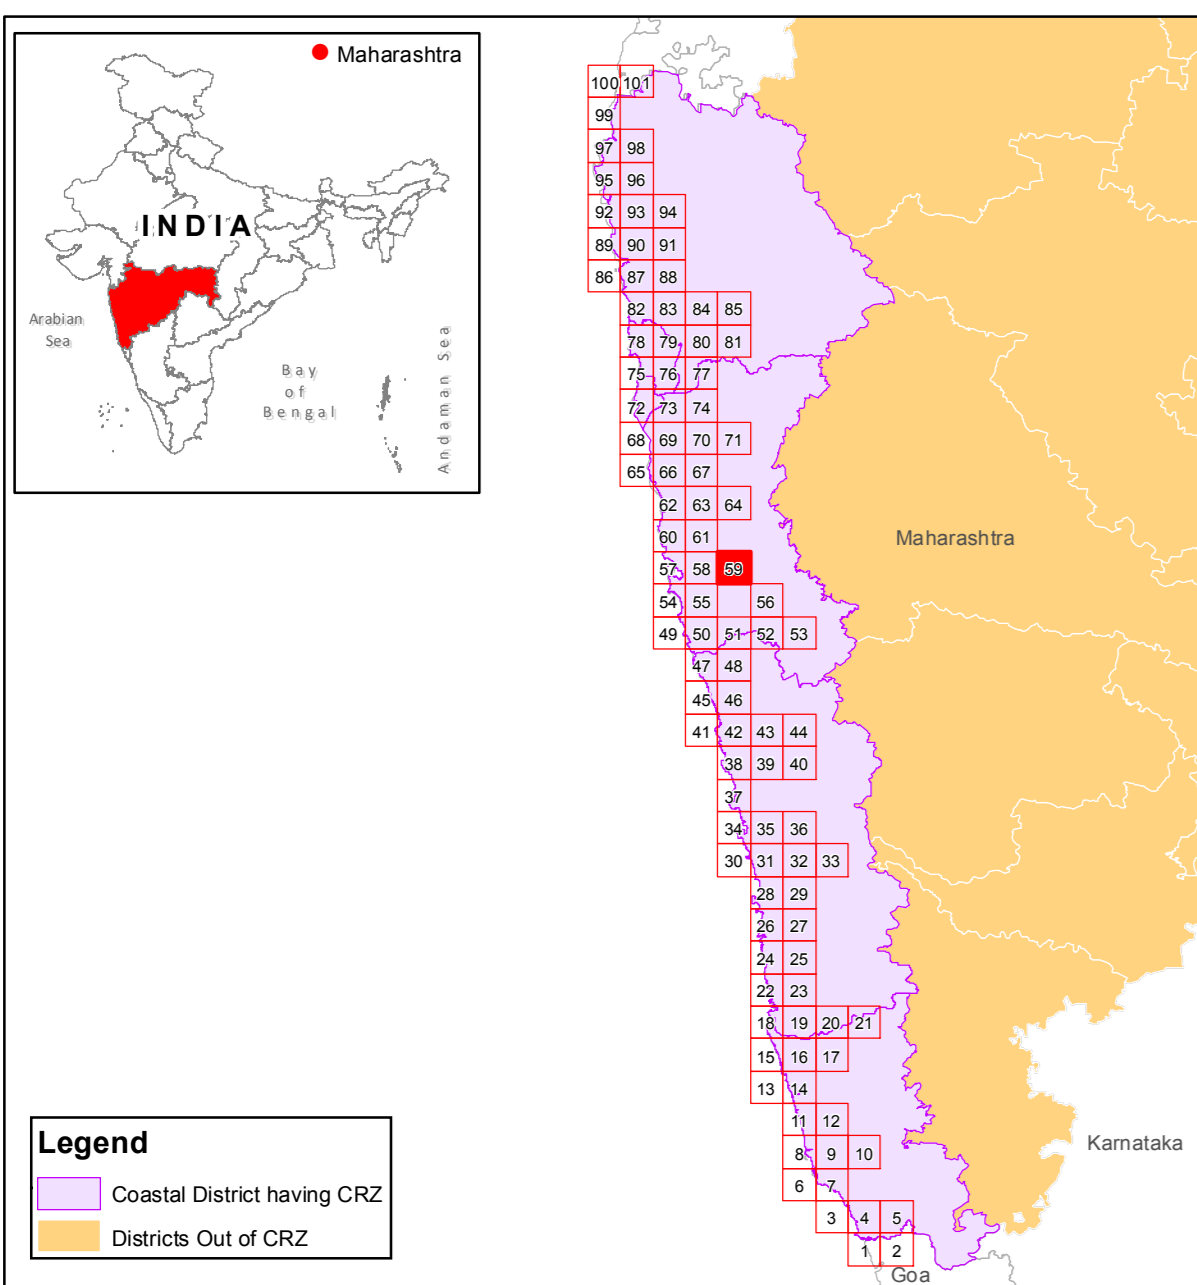 Maharashtra
INDIA
Arabian
Sea
Bay
of
Bengal
Andaman Sea
100 101
99
97 98
95 96
92 93 94
89 90 91
86 87 88
82 83 84 85
78 79 80 81
75 76 77
72 73 74
68 69 70 71
65 66 67
62 63 64
60 61
Maharashtra
57 58 59
54 55 56
49 50 51 52 53
47 48
45 46
41 42 43 44
38 39 40
37
34 35 36
30 31 32 33
28 29
26 27
24 25
22 23
18 19 20 21
15 16 17
13 14
11 12
8 9 10
Karnataka
6 7
3 4 5
1 2
Goa
Legend
Coastal District having CRZ
Districts Out of CRZ